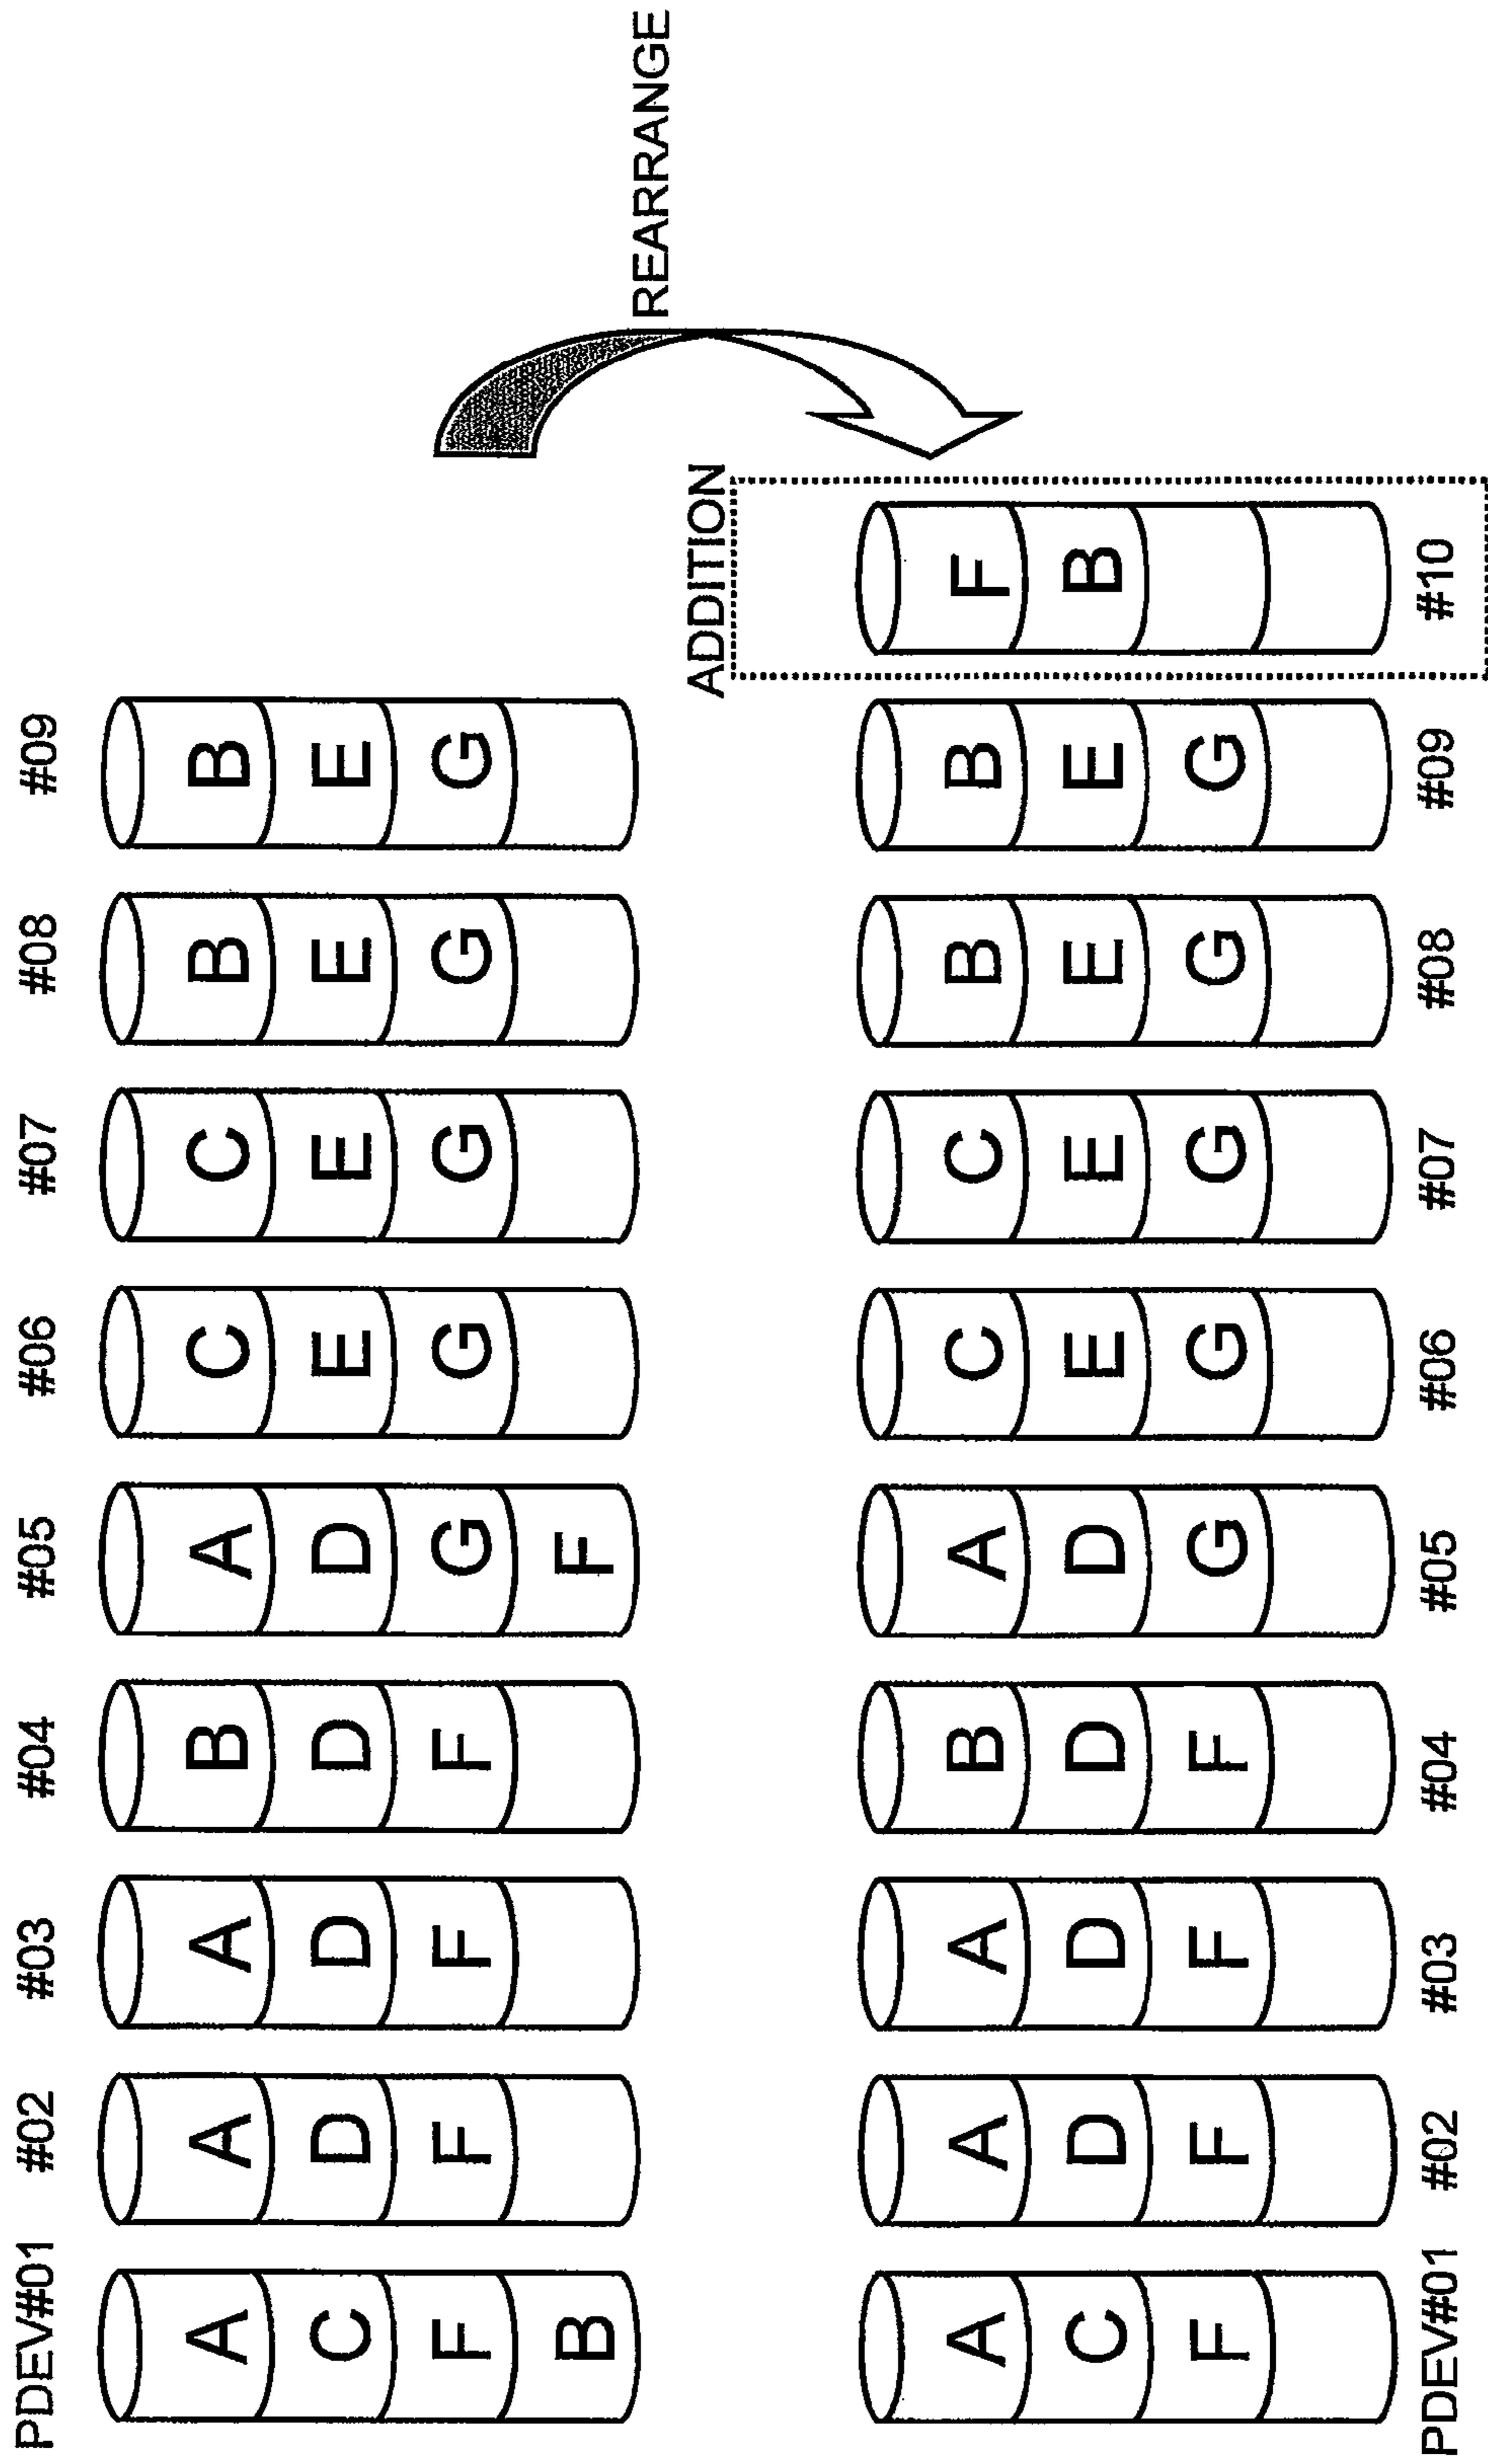 PDEV#01 #02 #03 #04 #05 #06 #07 #08 #09
A A A B A C C B B
C D D D D E E E E
F F F F G G G G G
B F
REARRANGE
ADDITION
A A A B A C C B B F
C D D D D E E E E B
F F F F G G G G G
PDEV#01 #02 #03 #04 #05 #06 #07 #08 #09 #10